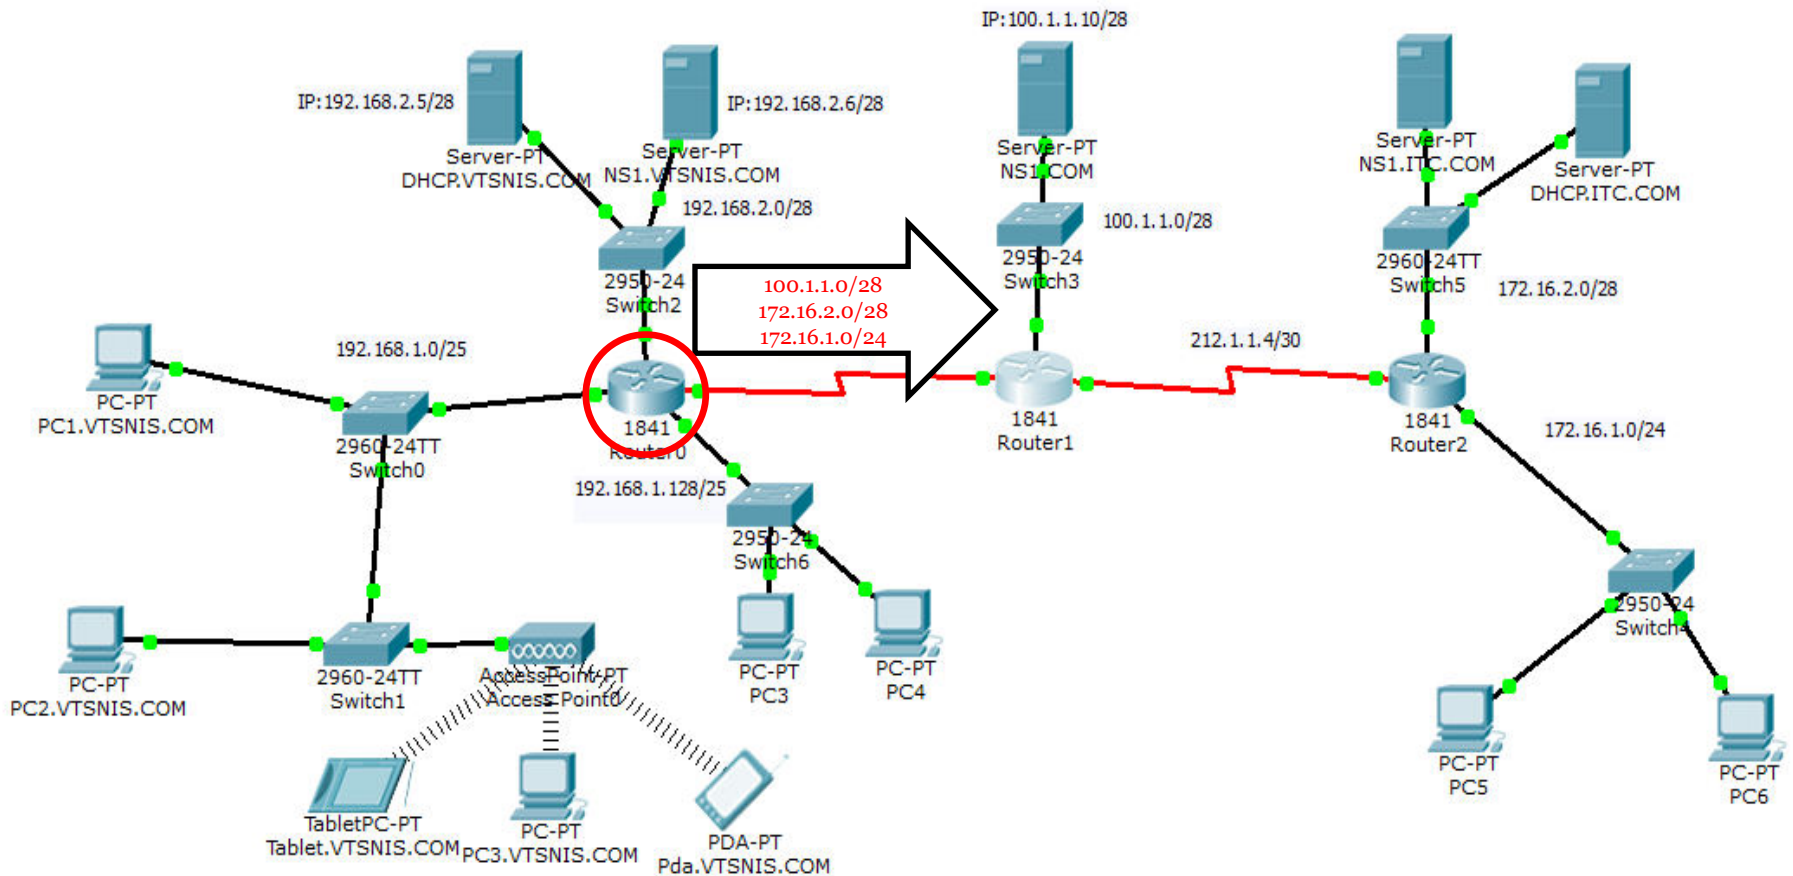 IP:100.1.1.10/28
IP:192.168.2.5/28
IP:192.168.2.6/28
Server-PT
DHCP.VTSNIS.COM
Server-PT
NS1.VTSNIS.COM
192.168.2.0/28
Server-PT
NS1.COM
Server-PT
NS1.ITC.COM
Server-PT
DHCP.ITC.COM
100.1.1.0/28
2950-24
Switch2
2950-24
Switch3
2960-24TT
Switch5
172.16.2.0/28
100.1.1.0/28
172.16.2.0/28
172.16.1.0/24
192.168.1.0/25
212.1.1.4/30
PC-PT
PC1.VTSNIS.COM
2960-24TT
Switch0
1841
Router0
1841
Router1
1841
Router2
172.16.1.0/24
192.168.1.128/25
2950-24
Switch6
2950-24
Switch4
PC-PT
PC2.VTSNIS.COM
2960-24TT
Switch1
AccessPoint-PT
Access Point0
PC-PT
PC3
PC-PT
PC4
PC-PT
PC5
PC-PT
PC6
TabletPC-PT
Tablet.VTSNIS.COM
PC-PT
PC3.VTSNIS.COM
PDA-PT
Pda.VTSNIS.COM